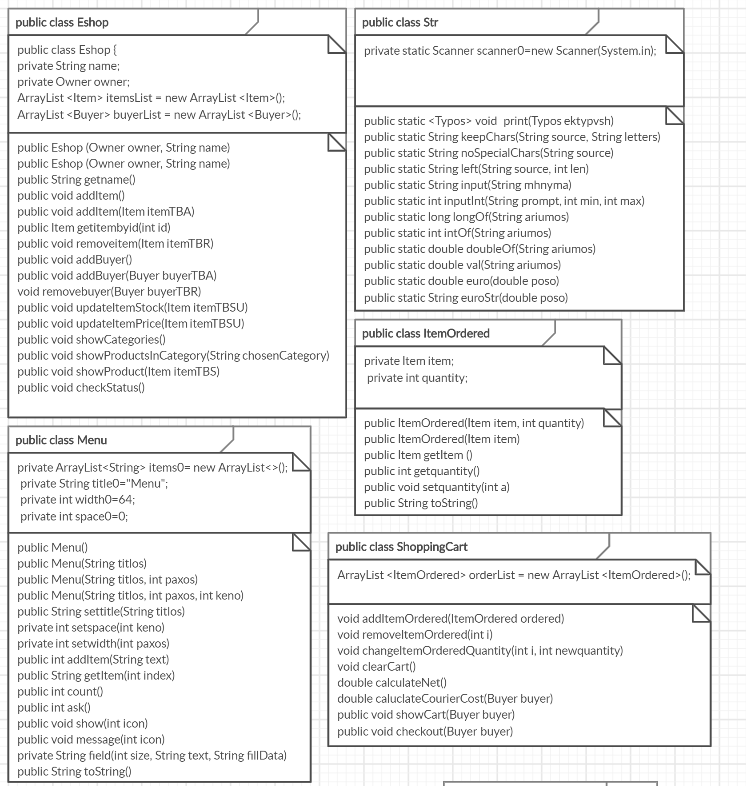 public class Eshop
public class Eshop {
private String name;
private Owner owner;
ArrayList <Item> itemsList = new ArrayList <Item>();
ArrayList <Buyer> buyerList = new ArrayList <Buyer>();
public Eshop (Owner owner, String name)
public Eshop (Owner owner, String name)
public String getname()
public void addItem()
public void addItem(Item itemTBA)
public Item getitembyid(int id)
public void removeitem(Item itemTBR)
public void addBuyer()
public void addBuyer(Buyer buyerTBA)
void removebuyer(Buyer buyerTBR)
public void updateItemStock(Item itemTBSU)
public void updateItemPrice(Item itemTBSU)
public void showCategories()
public void showProductsInCategory(String chosenCategory)
public void showProduct(Item itemTBS)
public void checkStatus()
public class Str
private static Scanner scanner0=new Scanner(System.in);
public static <Typos> void  print(Typos ektypvsh)
public static String keepChars(String source, String letters)
public static String noSpecialChars(String source)
public static String left(String source, int len)
public static String input(String mhnyma)
public static int inputInt(String prompt, int min, int max)
public static long longOf(String ariumos)
public static int intOf(String ariumos)
public static double doubleOf(String ariumos)
public static double val(String ariumos)
public static double euro(double poso)
public static String euroStr(double poso)
public class ItemOrdered
private Item item;
private int quantity;
public ItemOrdered(Item item, int quantity)
public ItemOrdered(Item item)
public Item getItem ()
public int getquantity()
public void setquantity(int a)
public String toString()
public class Menu
private ArrayList<String> items0= new ArrayList<>();
private String title0="Menu";
private int width0=64;
private int space0=0;
public Menu()
public Menu(String titlos)
public Menu(String titlos, int paxos)
public Menu(String titlos, int paxos, int keno)
public String settitle(String titlos)
private int setspace(int keno)
private int setwidth(int paxos)
public int addItem(String text)
public String getItem(int index)
public int count()
public int ask()
public void show(int icon)
public void message(int icon)
private String field(int size, String text, String fillData)
public String toString()
public class ShoppingCart
ArrayList <ItemOrdered> orderList = new ArrayList <ItemOrdered>();
void addItemOrdered(ItemOrdered ordered)
void removeItemOrdered(int i)
void changeItemOrderedQuantity(int i, int newquantity)
void clearCart()
double calculateNet()
double caluclateCourierCost(Buyer buyer)
public void showCart(Buyer buyer)
public void checkout(Buyer buyer)